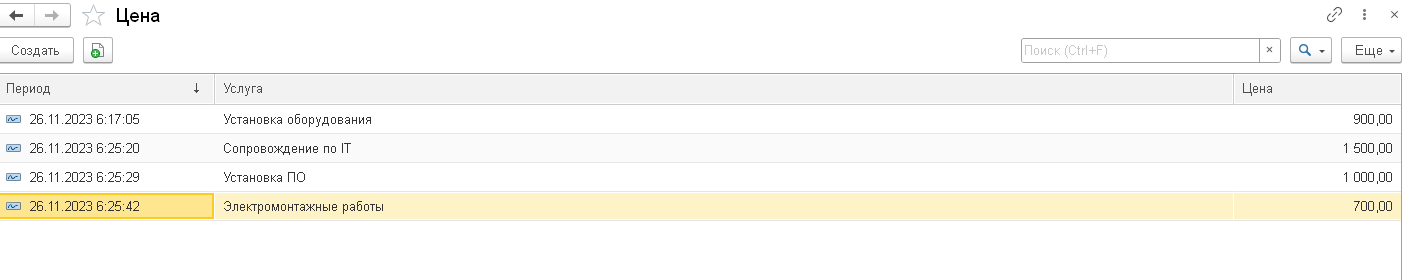 Цена
Создать Поиск (Ctrl+F) × Еще
Период ↓ Услуга Цена
26.11.2023 6:17:05 Установка оборудования 900,00
26.11.2023 6:25:20 Сопровождение по IT 1 500,00
26.11.2023 6:25:29 Установка ПО 1 000,00
26.11.2023 6:25:42 Электромонтажные работы 700,00